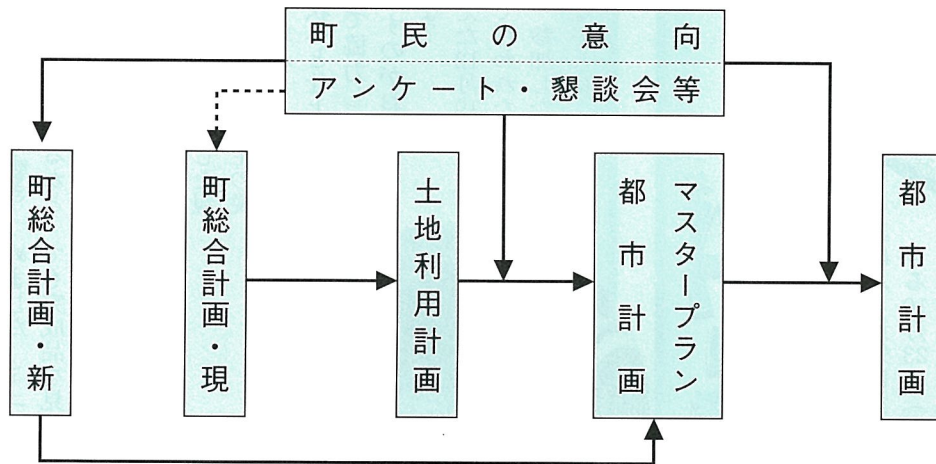 町民の意向
アンケート・懇談会等
町総合計画・新
町総合計画・現
土地利用計画
都市計画
マスタープラン
都市計画